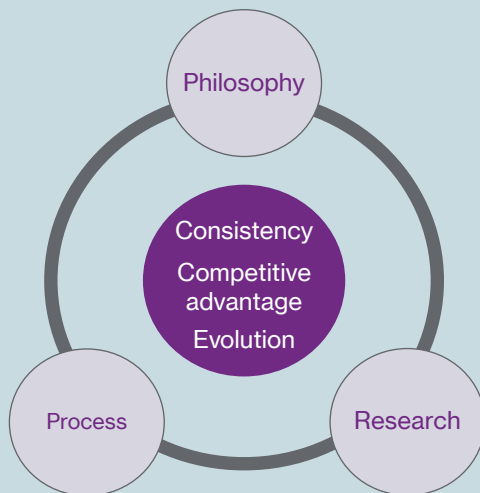 Philosophy
Consistency
Competitive
advantage
Evolution
Process
Research